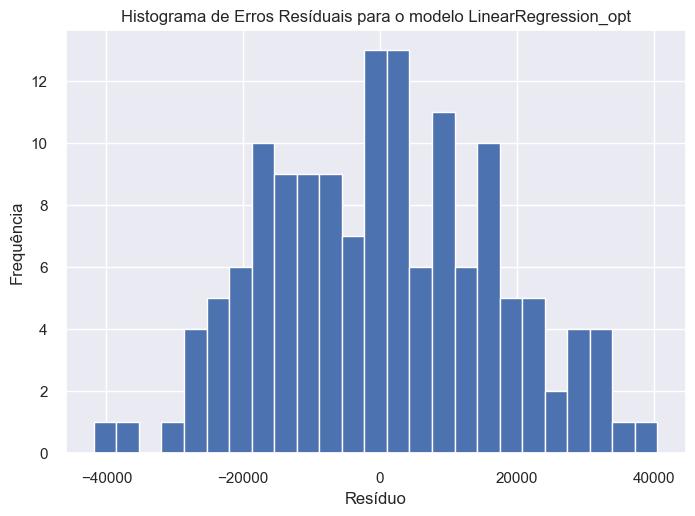 Histograma de Erros Resíduais para o modelo LinearRegression_opt
Frequência
12
10
8
6
4
2
0
−40000 −20000 0 20000 40000
Resíduo